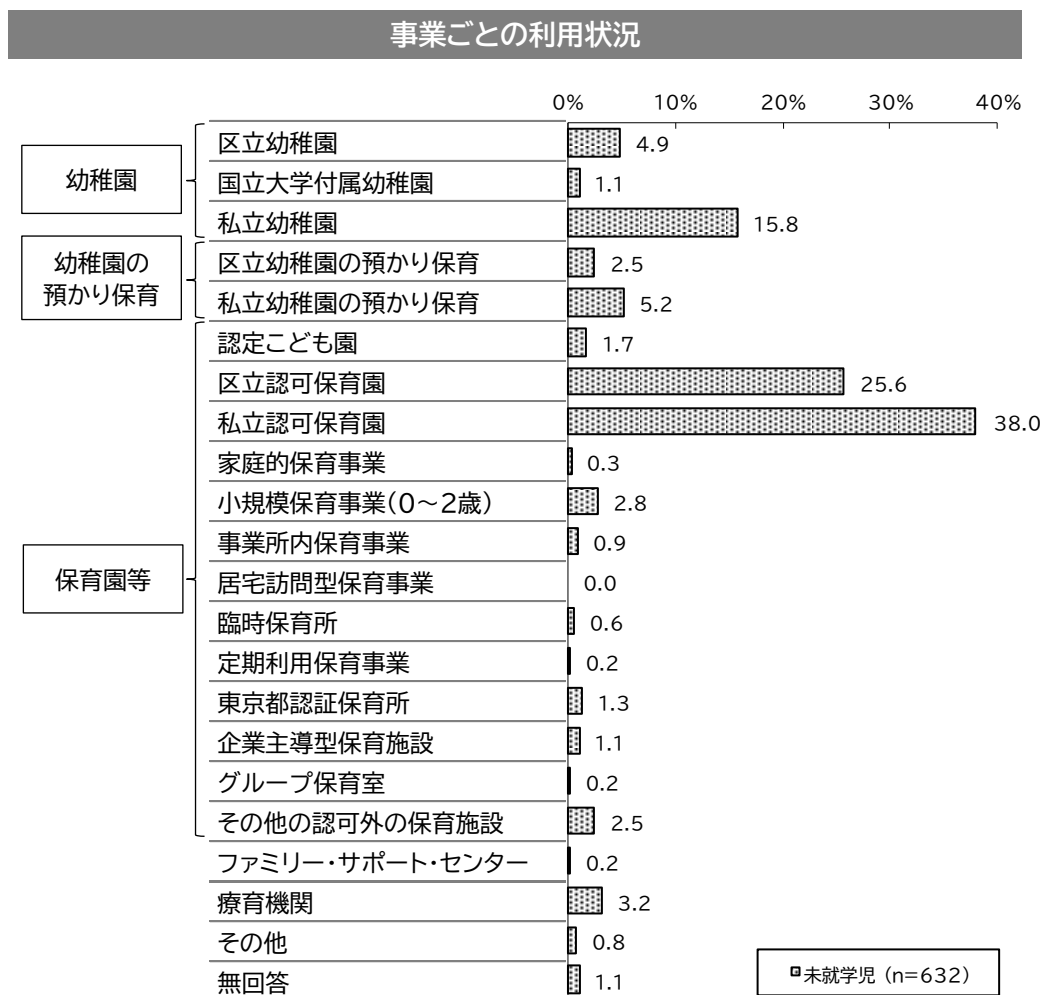 事業ごとの利用状況
0% 10% 20% 30% 40%
幼稚園
区立幼稚園 4.9
国立大学付属幼稚園 1.1
私立幼稚園 15.8
幼稚園の
預かり保育
区立幼稚園の預かり保育 2.5
私立幼稚園の預かり保育 5.2
保育園等
認定こども園 1.7
区立認可保育園 25.6
私立認可保育園 38.0
家庭的保育事業 0.3
小規模保育事業(0～2歳) 2.8
事業所内保育事業 0.9
居宅訪問型保育事業 0.0
臨時保育所 0.6
定期利用保育事業 0.2
東京都認証保育所 1.3
企業主導型保育施設 1.1
グループ保育室 0.2
その他の認可外の保育施設 2.5
ファミリー・サポート・センター 0.2
療育機関 3.2
その他 0.8
無回答 1.1
未就学児 (n=632)